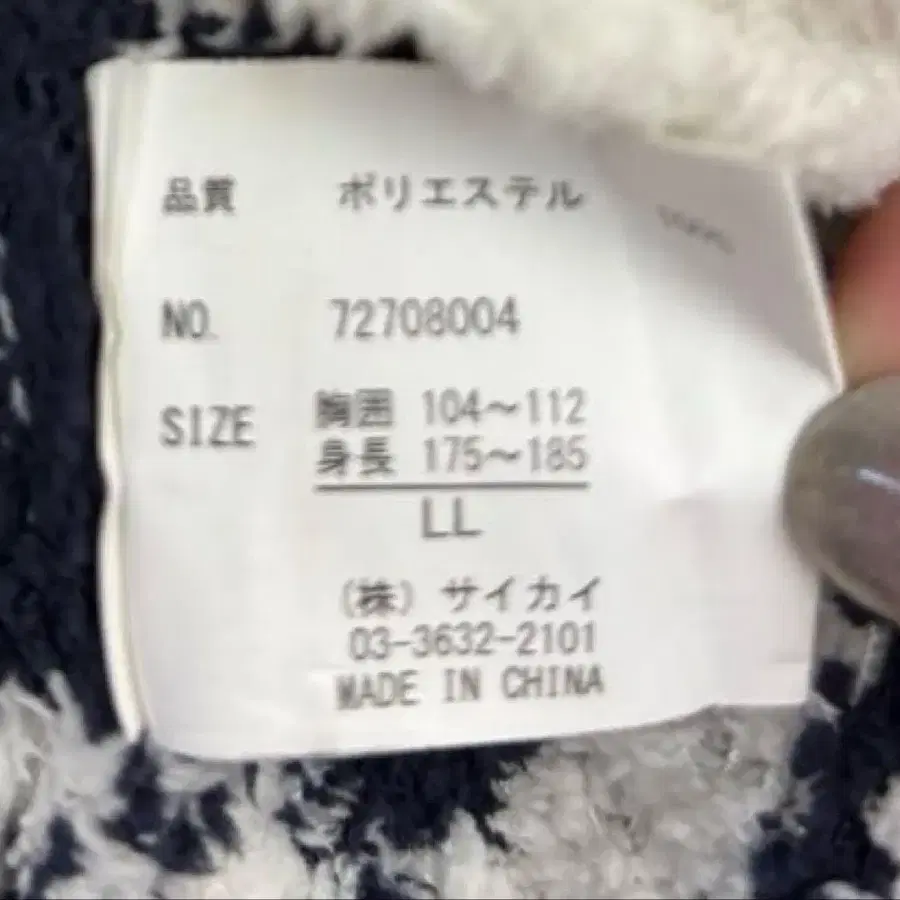 品質 ポリエステル
NO. 72708004
SIZE 胸囲 104～112
身長 175～185
LL
(株) サイカイ
03-3632-2101
MADE IN CHINA